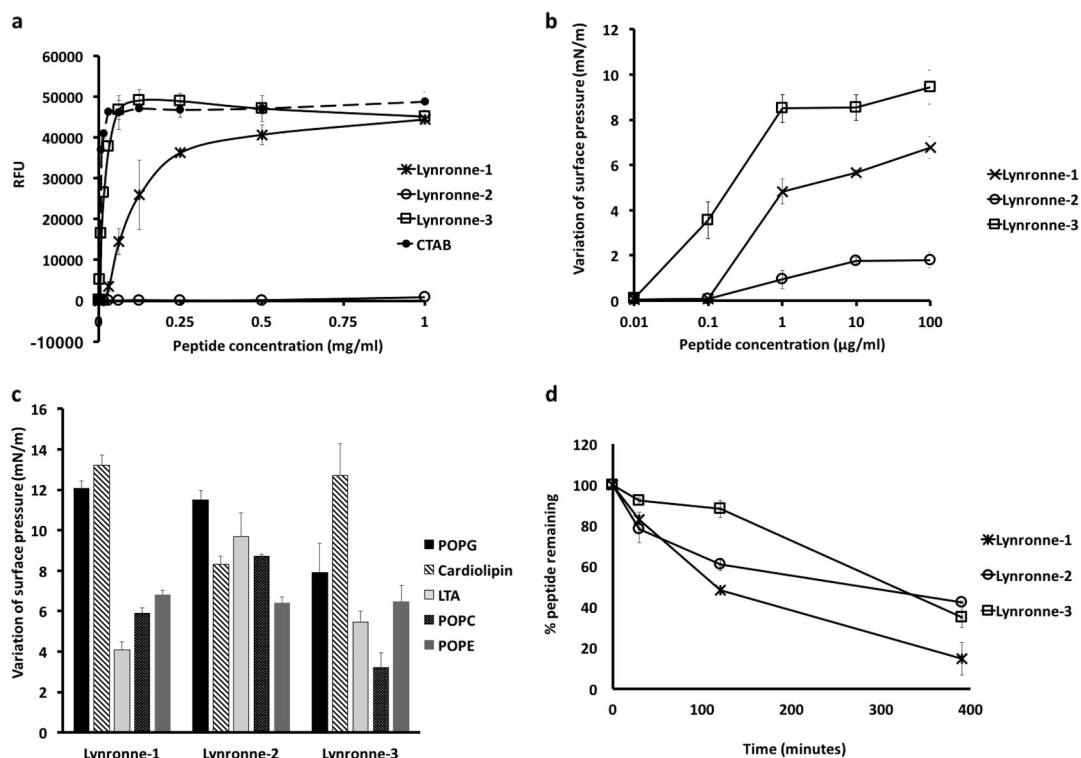 a
60000
50000
40000
30000
20000
10000
0
-10000
RFU
0
0.25
0.5
0.75
1
Peptide concentration (mg/ml)
Lynronne-1
Lynronne-2
Lynronne-3
CTAB
b
12
10
8
6
4
2
0
Variation of surface pressure (mN/m)
0.01
0.1
1
10
100
Peptide concentration (µg/ml)
Lynronne-1
Lynronne-2
Lynronne-3
c
16
14
12
10
8
6
4
2
0
Variation of surface pressure (mN/m)
Lynronne-1
Lynronne-2
Lynronne-3
POPG
Cardiolipin
LTA
POPC
POPE
d
120
100
80
60
40
20
0
% peptide remaining
0
100
200
300
400
Time (minutes)
Lynronne-1
Lynronne-2
Lynronne-3